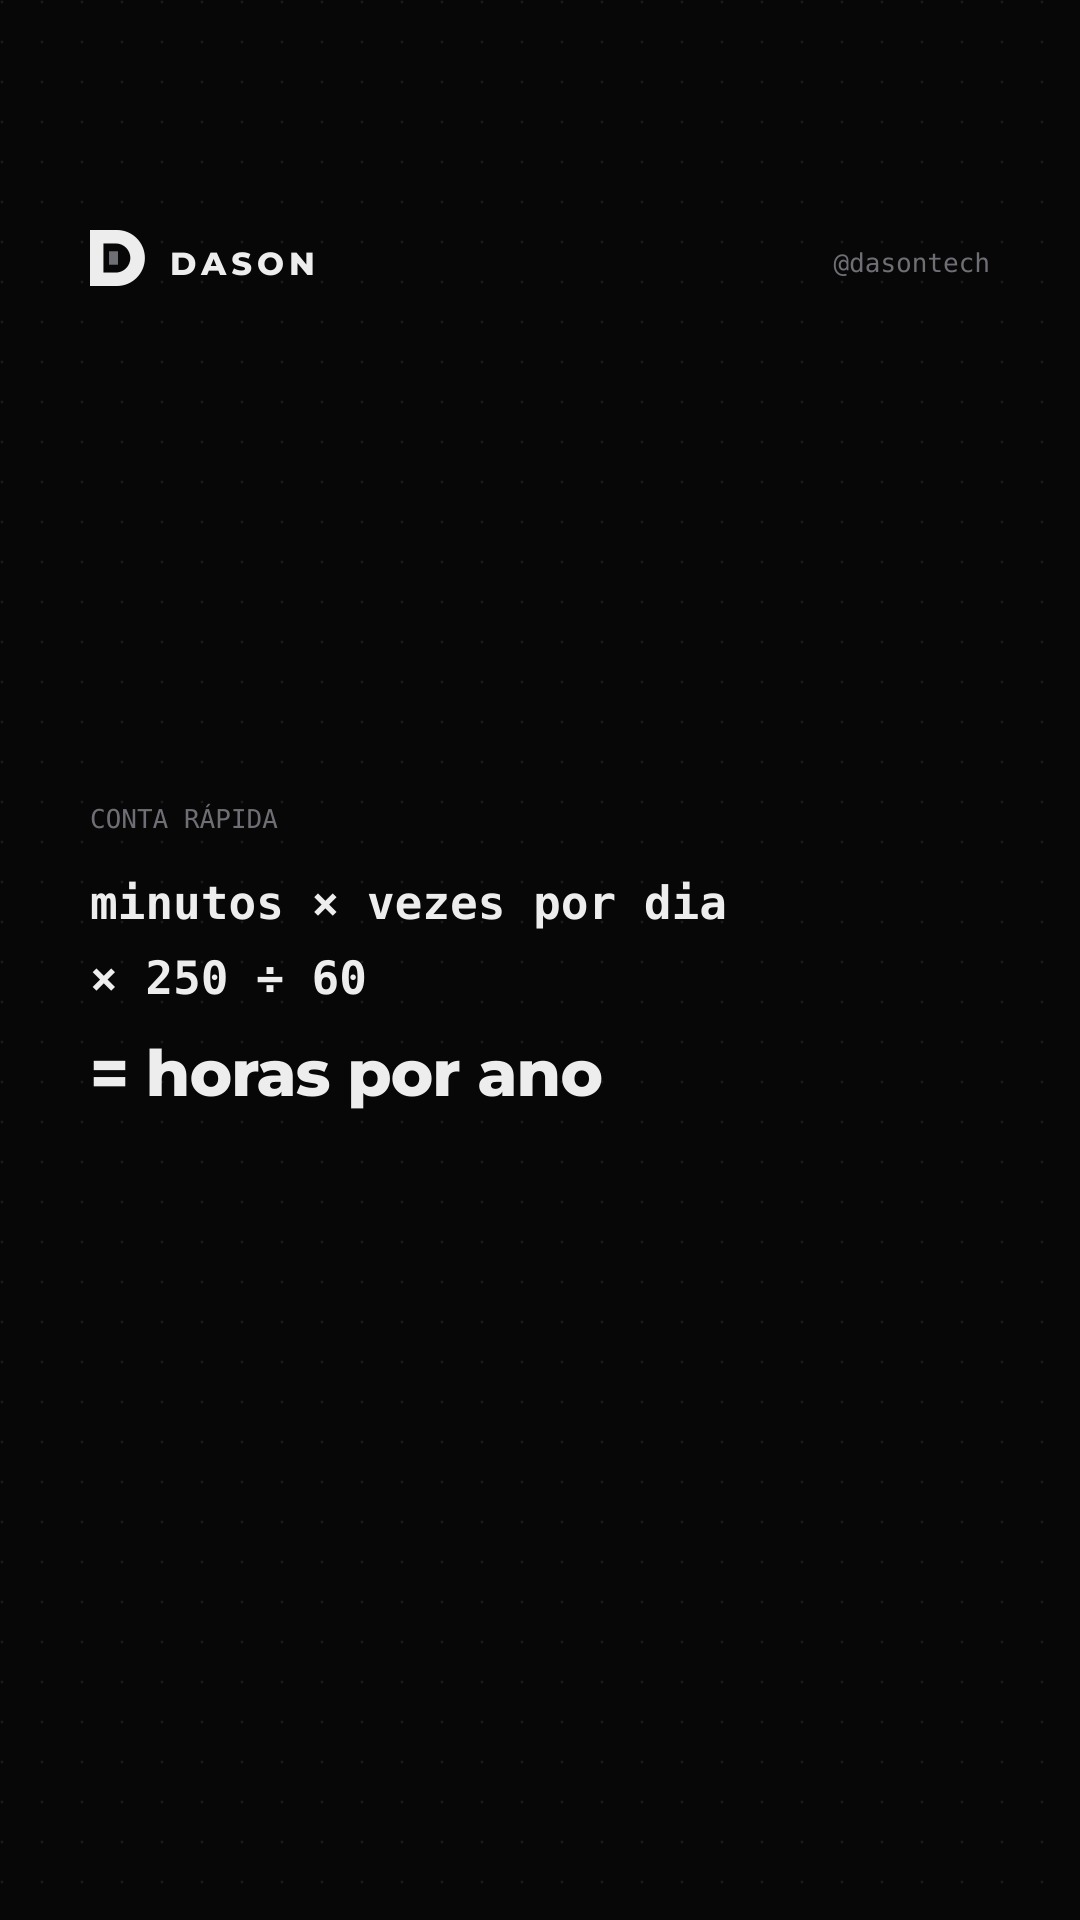 DASON
@dasontech
CONTA RÁPIDA
minutos × vezes por dia
× 250 ÷ 60
= horas por ano